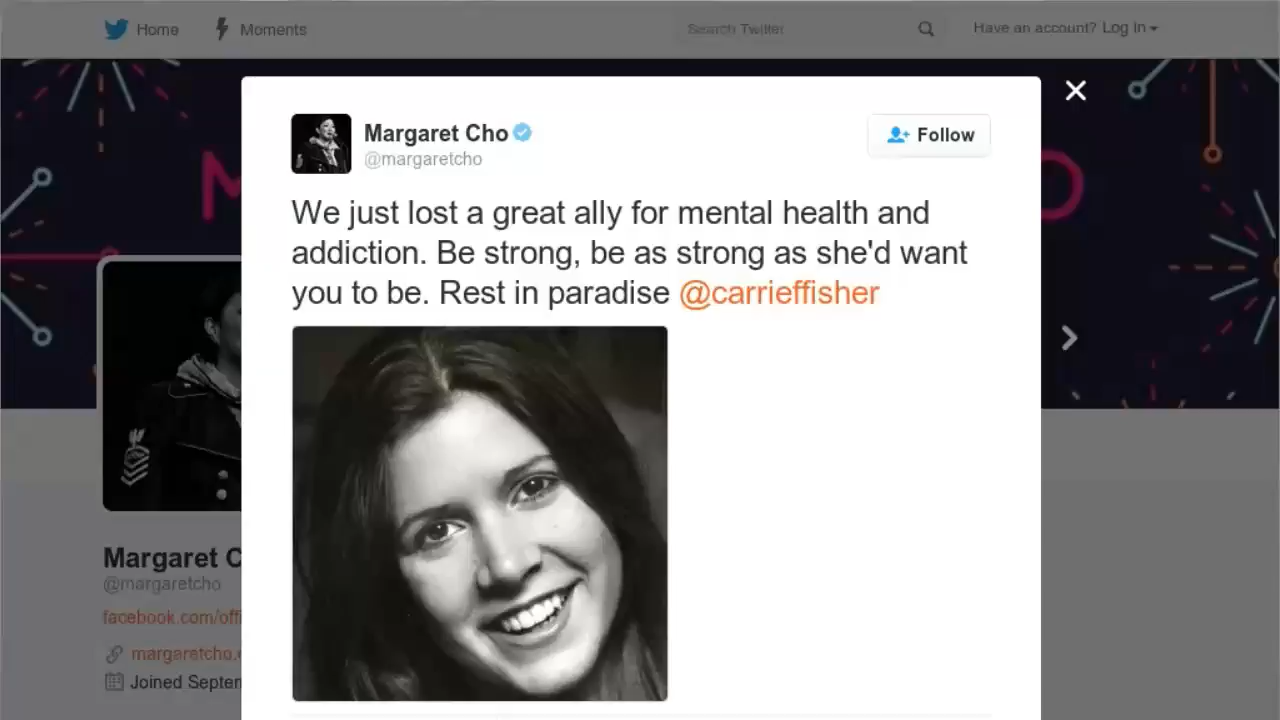 Home
Moments
Search Twitter
Have an account? Log In
Margaret Cho
@margaretcho
Follow
We just lost a great ally for mental health and
addiction. Be strong, be as strong as she'd want
you to be. Rest in paradise @carrieffisher
Margaret C
@margaretcho
facebook.com/offi
margaretcho.
Joined Septem